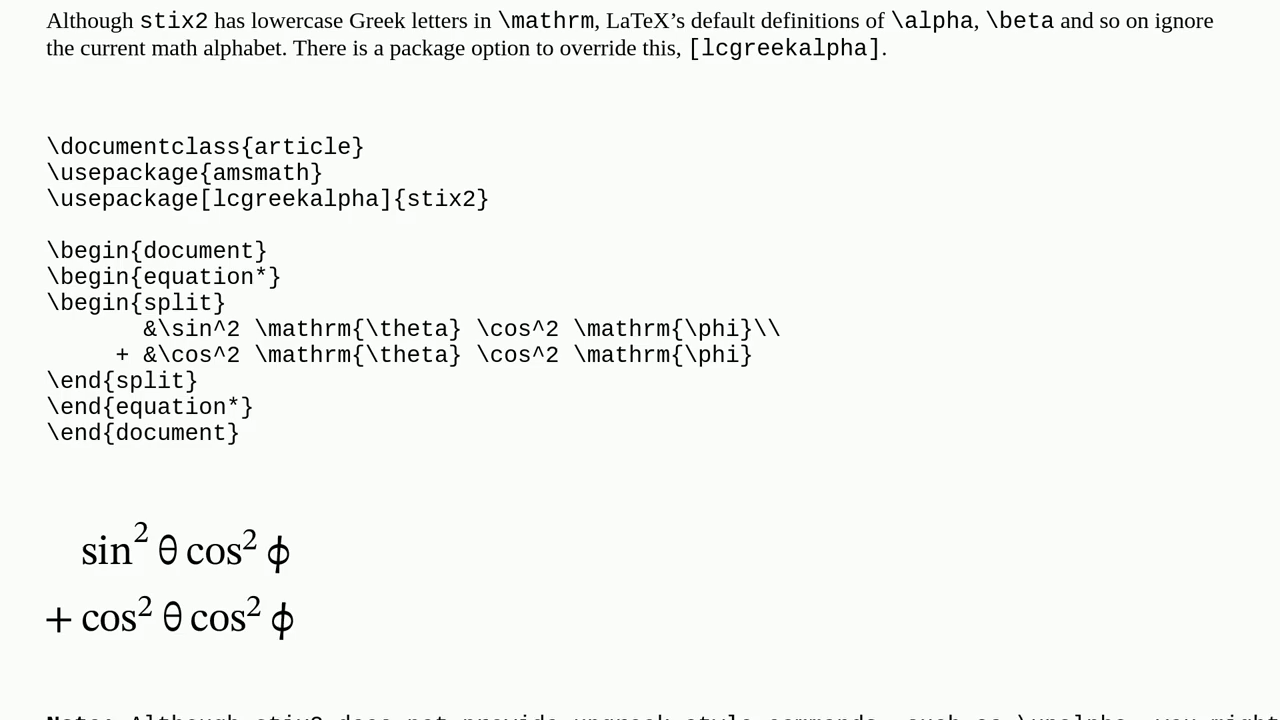 Although stix2 has lowercase Greek letters in \mathrm, LaTeX’s default definitions of \alpha, \beta and so on ignore
the current math alphabet. There is a package option to override this, [lcgreekalpha].
\documentclass{article}
\usepackage{amsmath}
\usepackage[lcgreekalpha]{stix2}
\begin{document}
\begin{equation*}
\begin{split}
       &\sin^2 \mathrm{\theta} \cos^2 \mathrm{\phi}\\
     + &\cos^2 \mathrm{\theta} \cos^2 \mathrm{\phi}
\end{split}
\end{equation*}
\end{document}
sin² θ cos² ϕ
+ cos² θ cos² ϕ